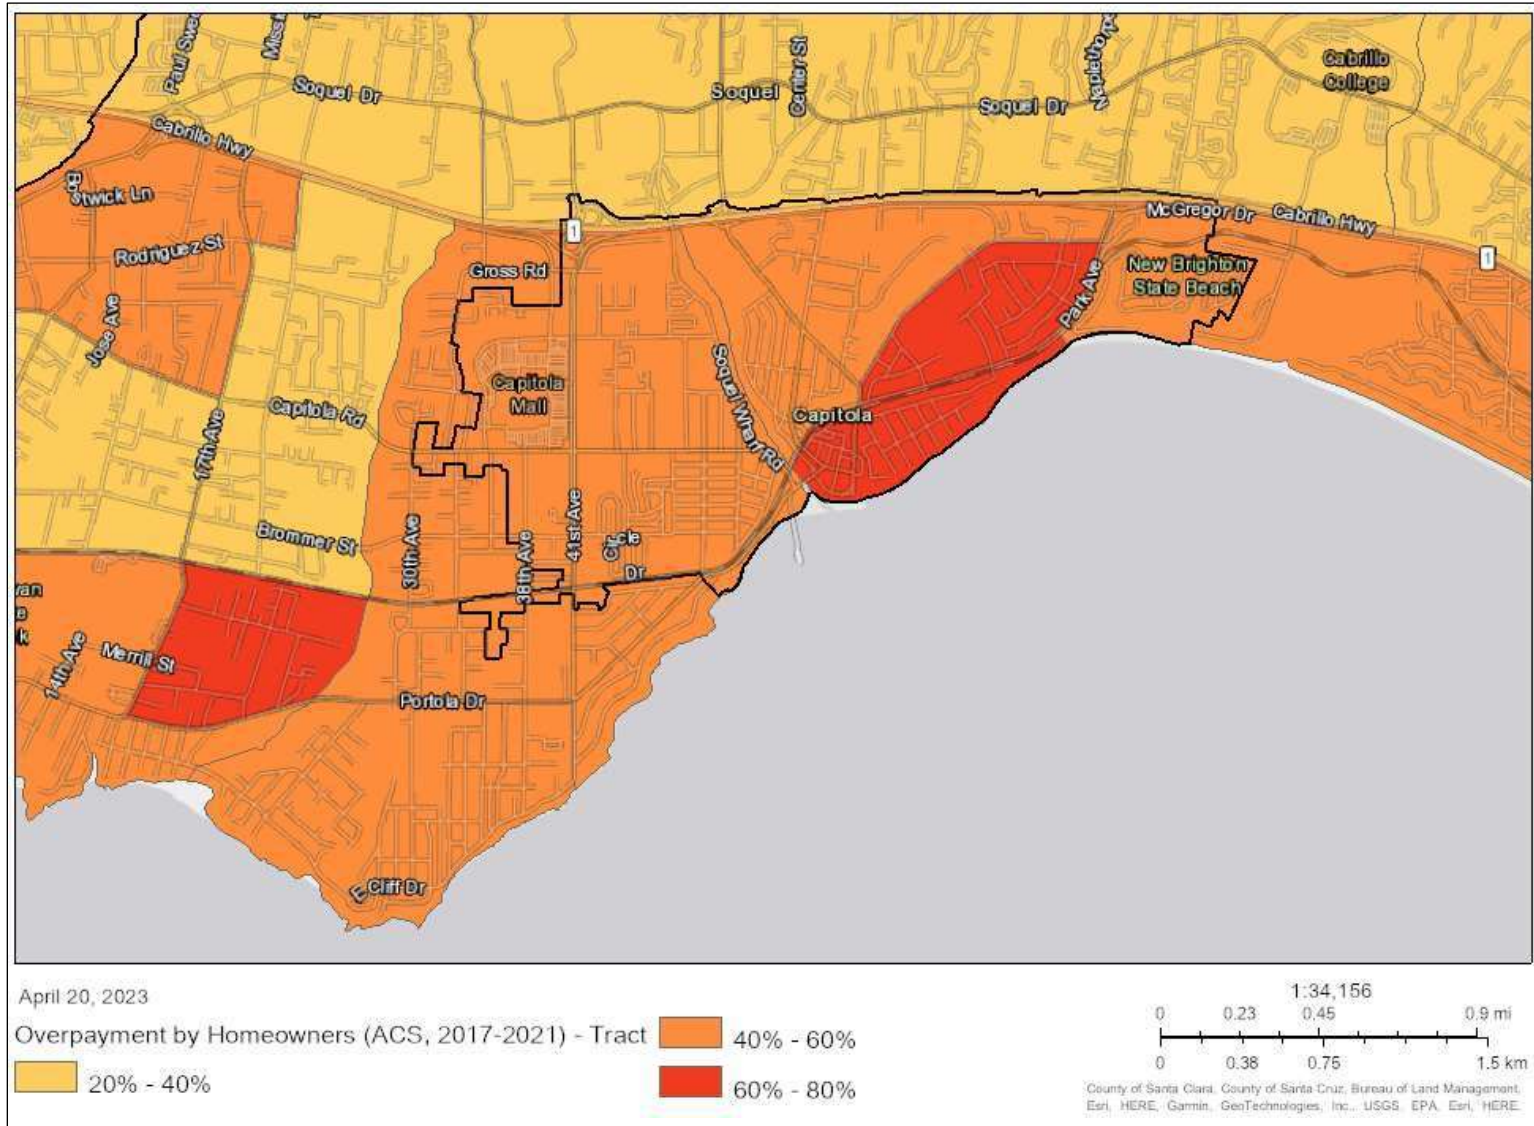 Paul Swe
Missi
Maplethorpe
Soquel Dr
Soquel
Center St
Soquel Dr
Cabrillo
College
Cabrillo Hwy
Bostwick Ln
Rodriguez St
Jose Ave
Gross Rd
1
McGregor Dr
Cabrillo Hwy
1
New Brighton
State Beach
Park Ave
Capitola
Mall
Soquel Wharf Rd
Capitola
Capitola Rd
17th Ave
Brommer St
30th Ave
38th Ave
41st Ave
Circle
Dr
van
e
k
14th Ave
Merrill St
Portola Dr
E Cliff Dr
April 20, 2023
Overpayment by Homeowners (ACS, 2017-2021) - Tract
20% - 40%
40% - 60%
60% - 80%
1:34,156
0 0.23 0.45 0.9 mi
0 0.38 0.75 1.5 km
County of Santa Clara, County of Santa Cruz, Bureau of Land Management,
Esri, HERE, Garmin, GeoTechnologies, Inc., USGS, EPA, Esri, HERE,